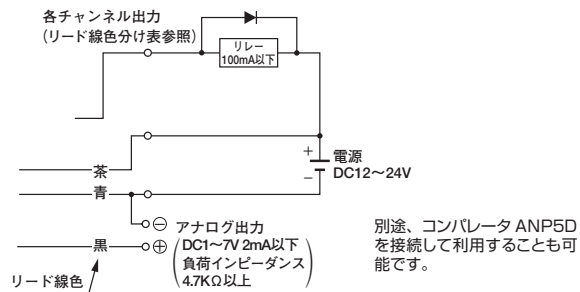 各チャンネル出力
(リード線色分け表参照)
リレー
100mA以下
茶
+
電源
−
DC12～24V
青
⊖ アナログ出力
黒
⊕
DC1～7V 2mA以下
負荷インピーダンス
4.7KΩ以上
リード線色
別途、コンパレータ ANP5D
を接続して利用することも可
能です。